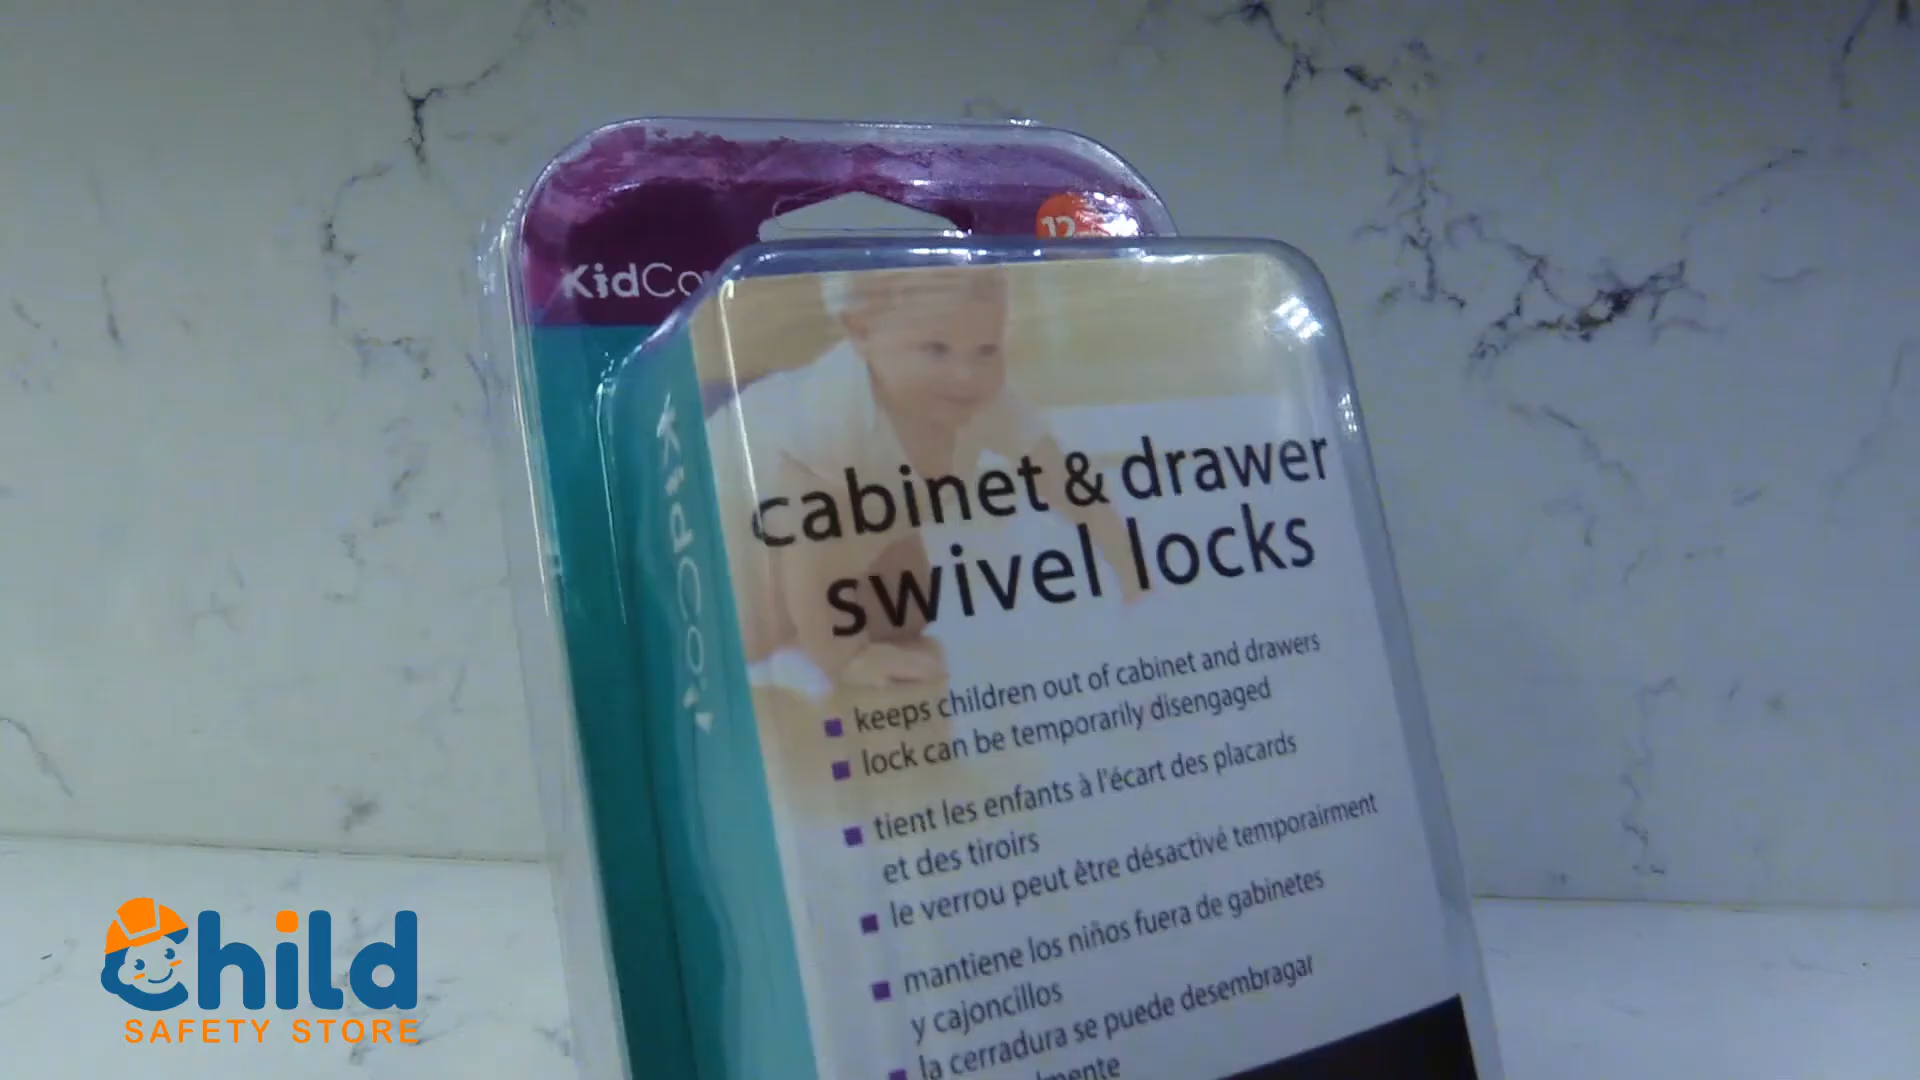 12
KidCo
KidCo
cabinet & drawer
swivel locks
keeps children out of cabinet and drawers
lock can be temporarily disengaged
tient les enfants à l'écart des placards
et des tiroirs
le verrou peut être désactivé temporairment
mantiene los niños fuera de gabinetes
y cajoncillos
la cerradura se puede desembragar
Child
SAFETY STORE